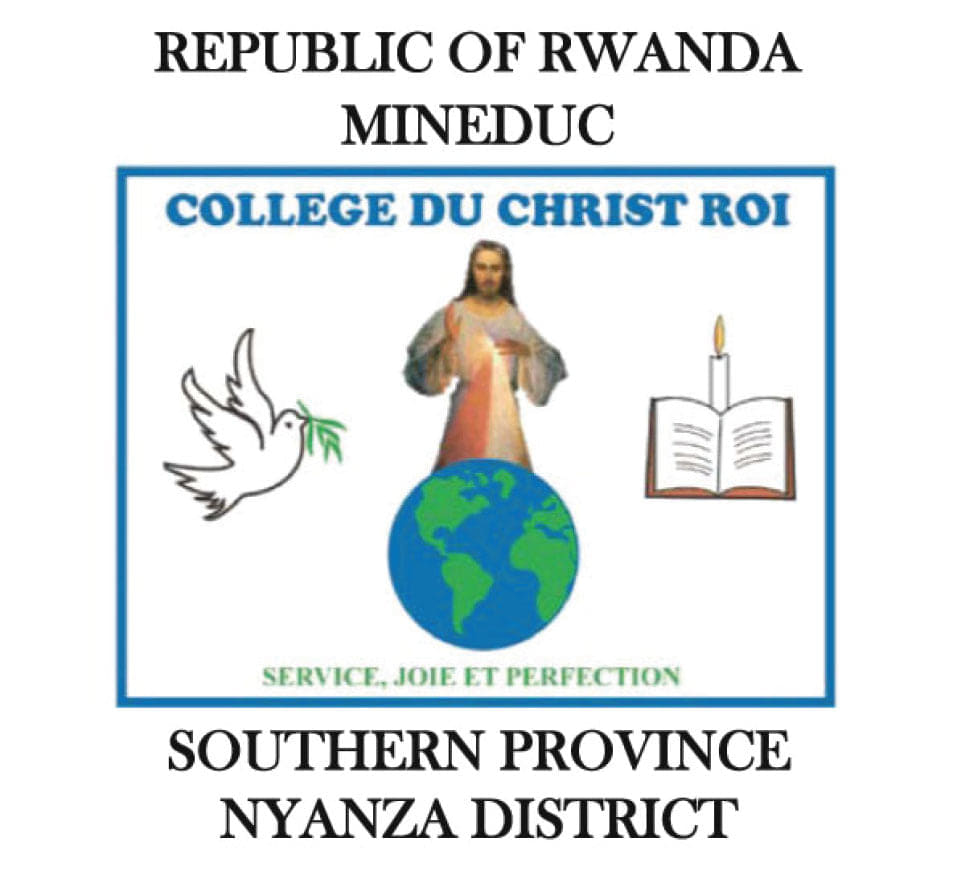 REPUBLIC OF RWANDA
MINEDUC
COLLEGE DU CHRIST ROI
SERVICE, JOIE ET PERFECTION
SOUTHERN PROVINCE
NYANZA DISTRICT